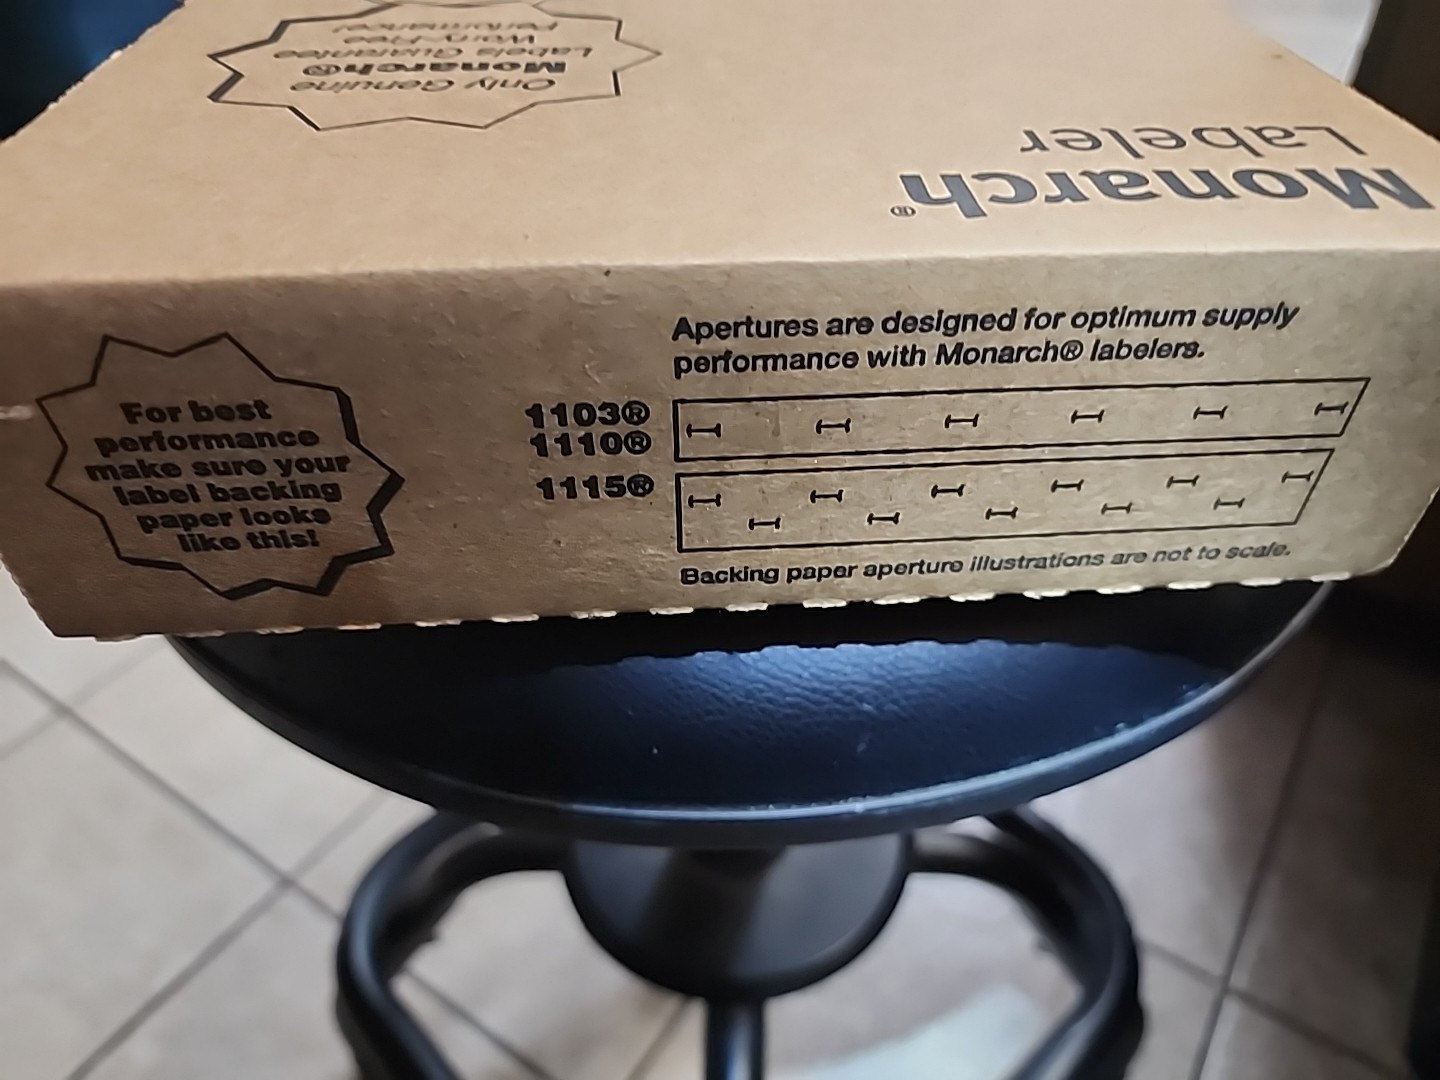 Only Genuine
Monarch®
Labels Guarantee
Worry-Free
Performance!
Monarch®
Labeler
For best
performance
make sure your
label backing
paper looks
like this!
Apertures are designed for optimum supply
performance with Monarch® labelers.
1103®
1110®
1115®
Backing paper aperture illustrations are not to scale.